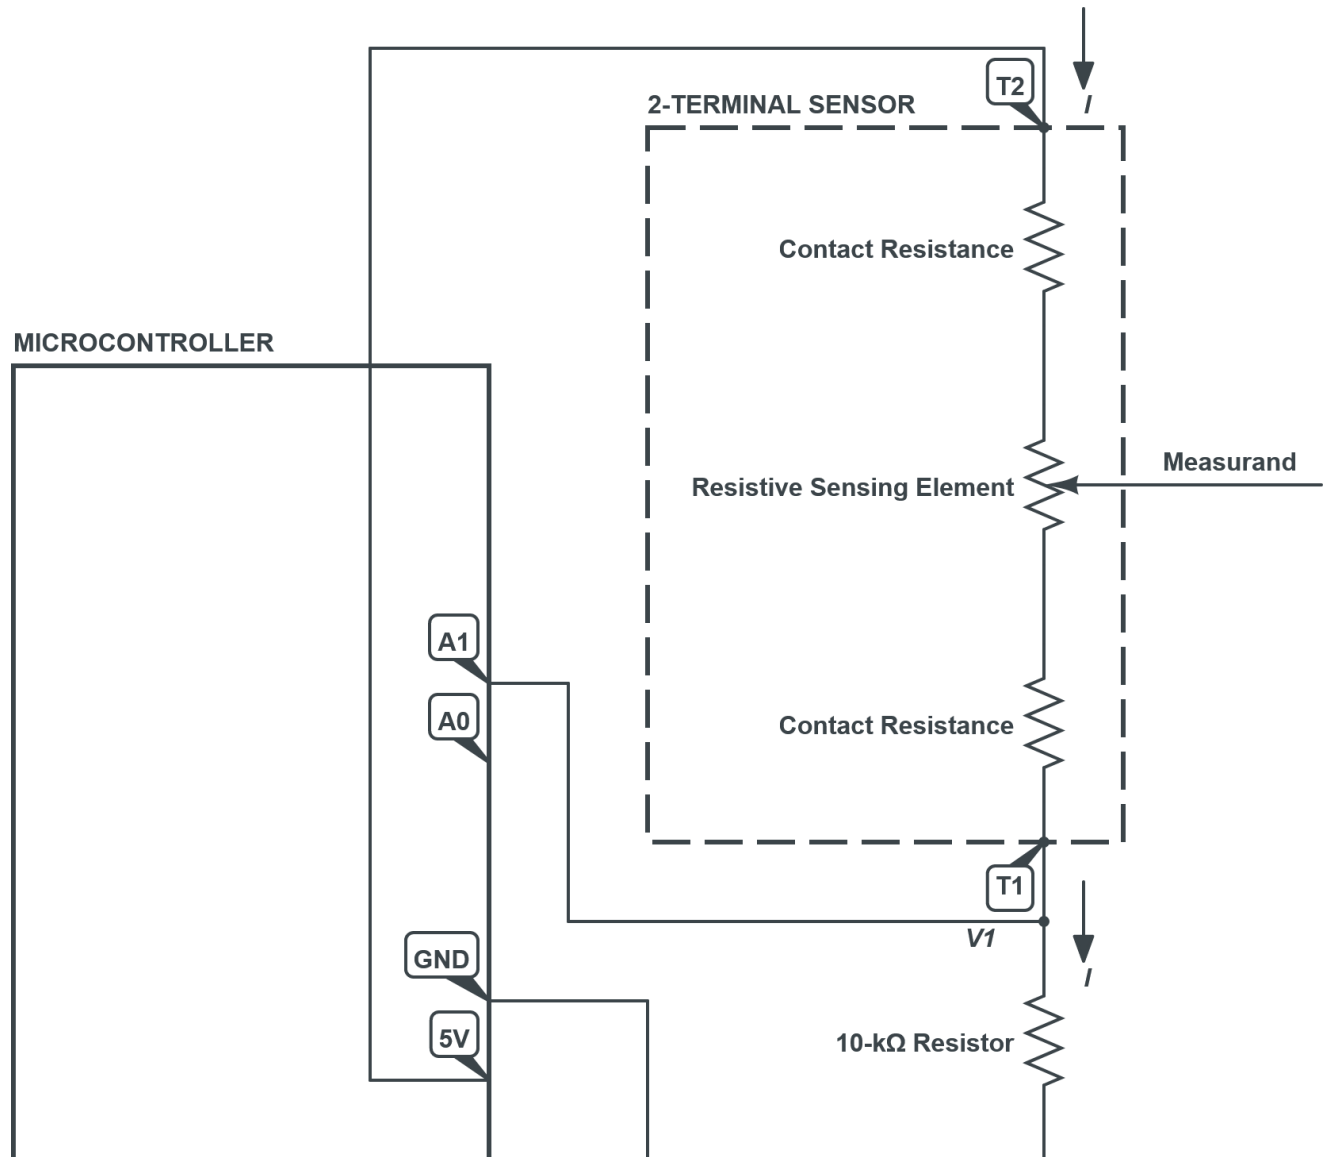 I
T2
2-TERMINAL SENSOR
Contact Resistance
MICROCONTROLLER
Measurand
Resistive Sensing Element
A1
A0
Contact Resistance
T1
V1
GND
I
5V
10-kΩ Resistor